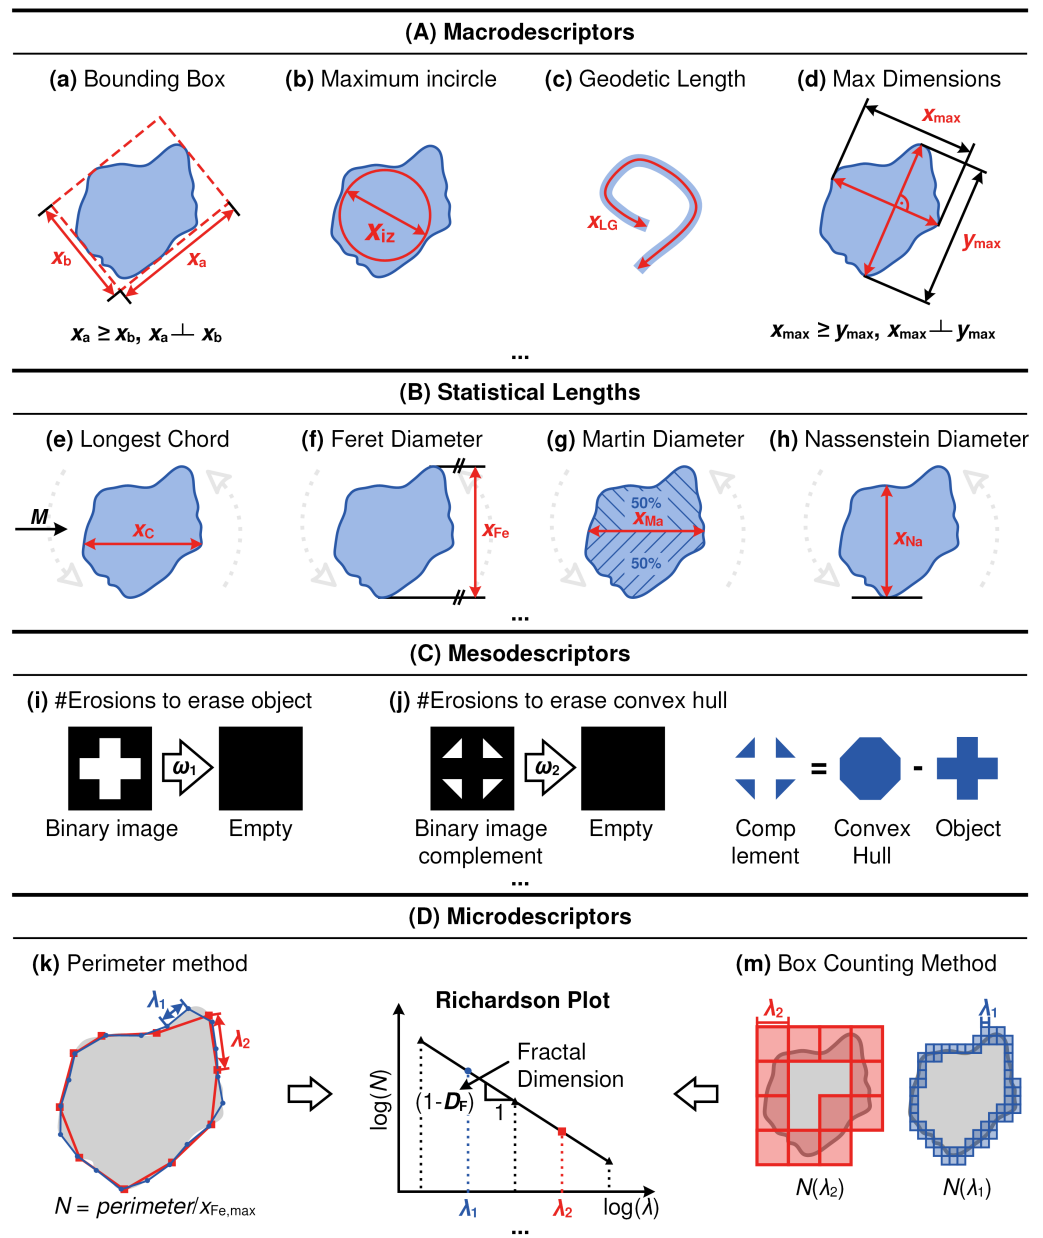 (A) Macrodescriptors
(a) Bounding Box
(b) Maximum incircle
(c) Geodetic Length
(d) Max Dimensions
xb
xa
xa ≥ xb, xa ⊥ xb
xiz
xLG
xmax
ymax
xmax ≥ ymax, xmax ⊥ ymax
...
(B) Statistical Lengths
(e) Longest Chord
(f) Feret Diameter
(g) Martin Diameter
(h) Nassenstein Diameter
M
xC
xFe
50%
xMa
50%
xNa
...
(C) Mesodescriptors
(i) #Erosions to erase object
(j) #Erosions to erase convex hull
ω1
ω2
=
-
Binary image
Empty
Binary image
complement
Empty
Comp
lement
Convex
Hull
Object
...
(D) Microdescriptors
(k) Perimeter method
(m) Box Counting Method
λ1
λ2
N = perimeter/xFe,max
Richardson Plot
log(N)
Fractal
Dimension
(1-DF)
1
λ1
λ2
log(λ)
λ2
λ1
N(λ2)
N(λ1)
...